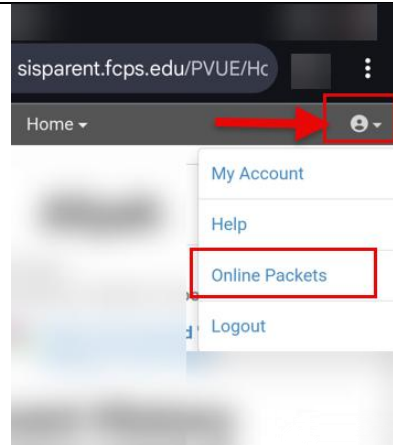 sisparent.fcps.edu/PVUE/Hc
Home
My Account
Help
Online Packets
Logout